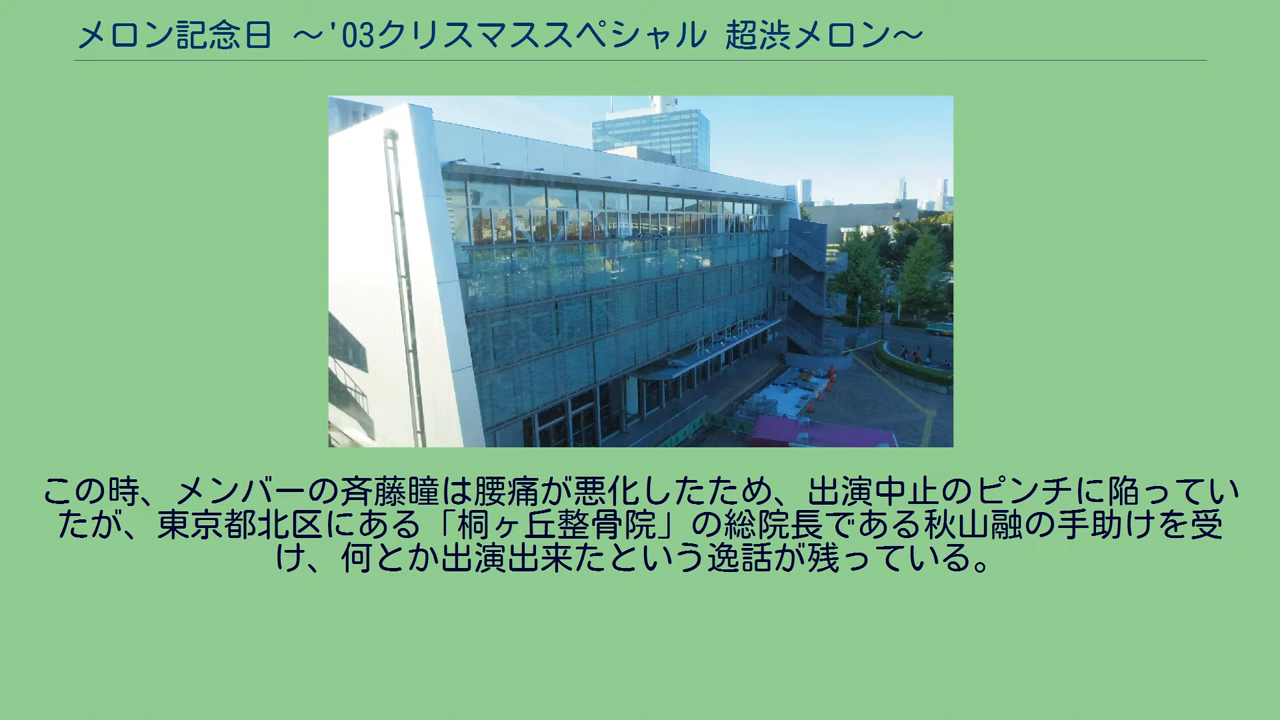 メロン記念日 ～'03クリスマススペシャル 超渋メロン～
この時、メンバーの斉藤瞳は腰痛が悪化したため、出演中止のピンチに陥ってい
たが、東京都北区にある「桐ヶ丘整骨院」の総院長である秋山融の手助けを受
け、何とか出演出来たという逸話が残っている。